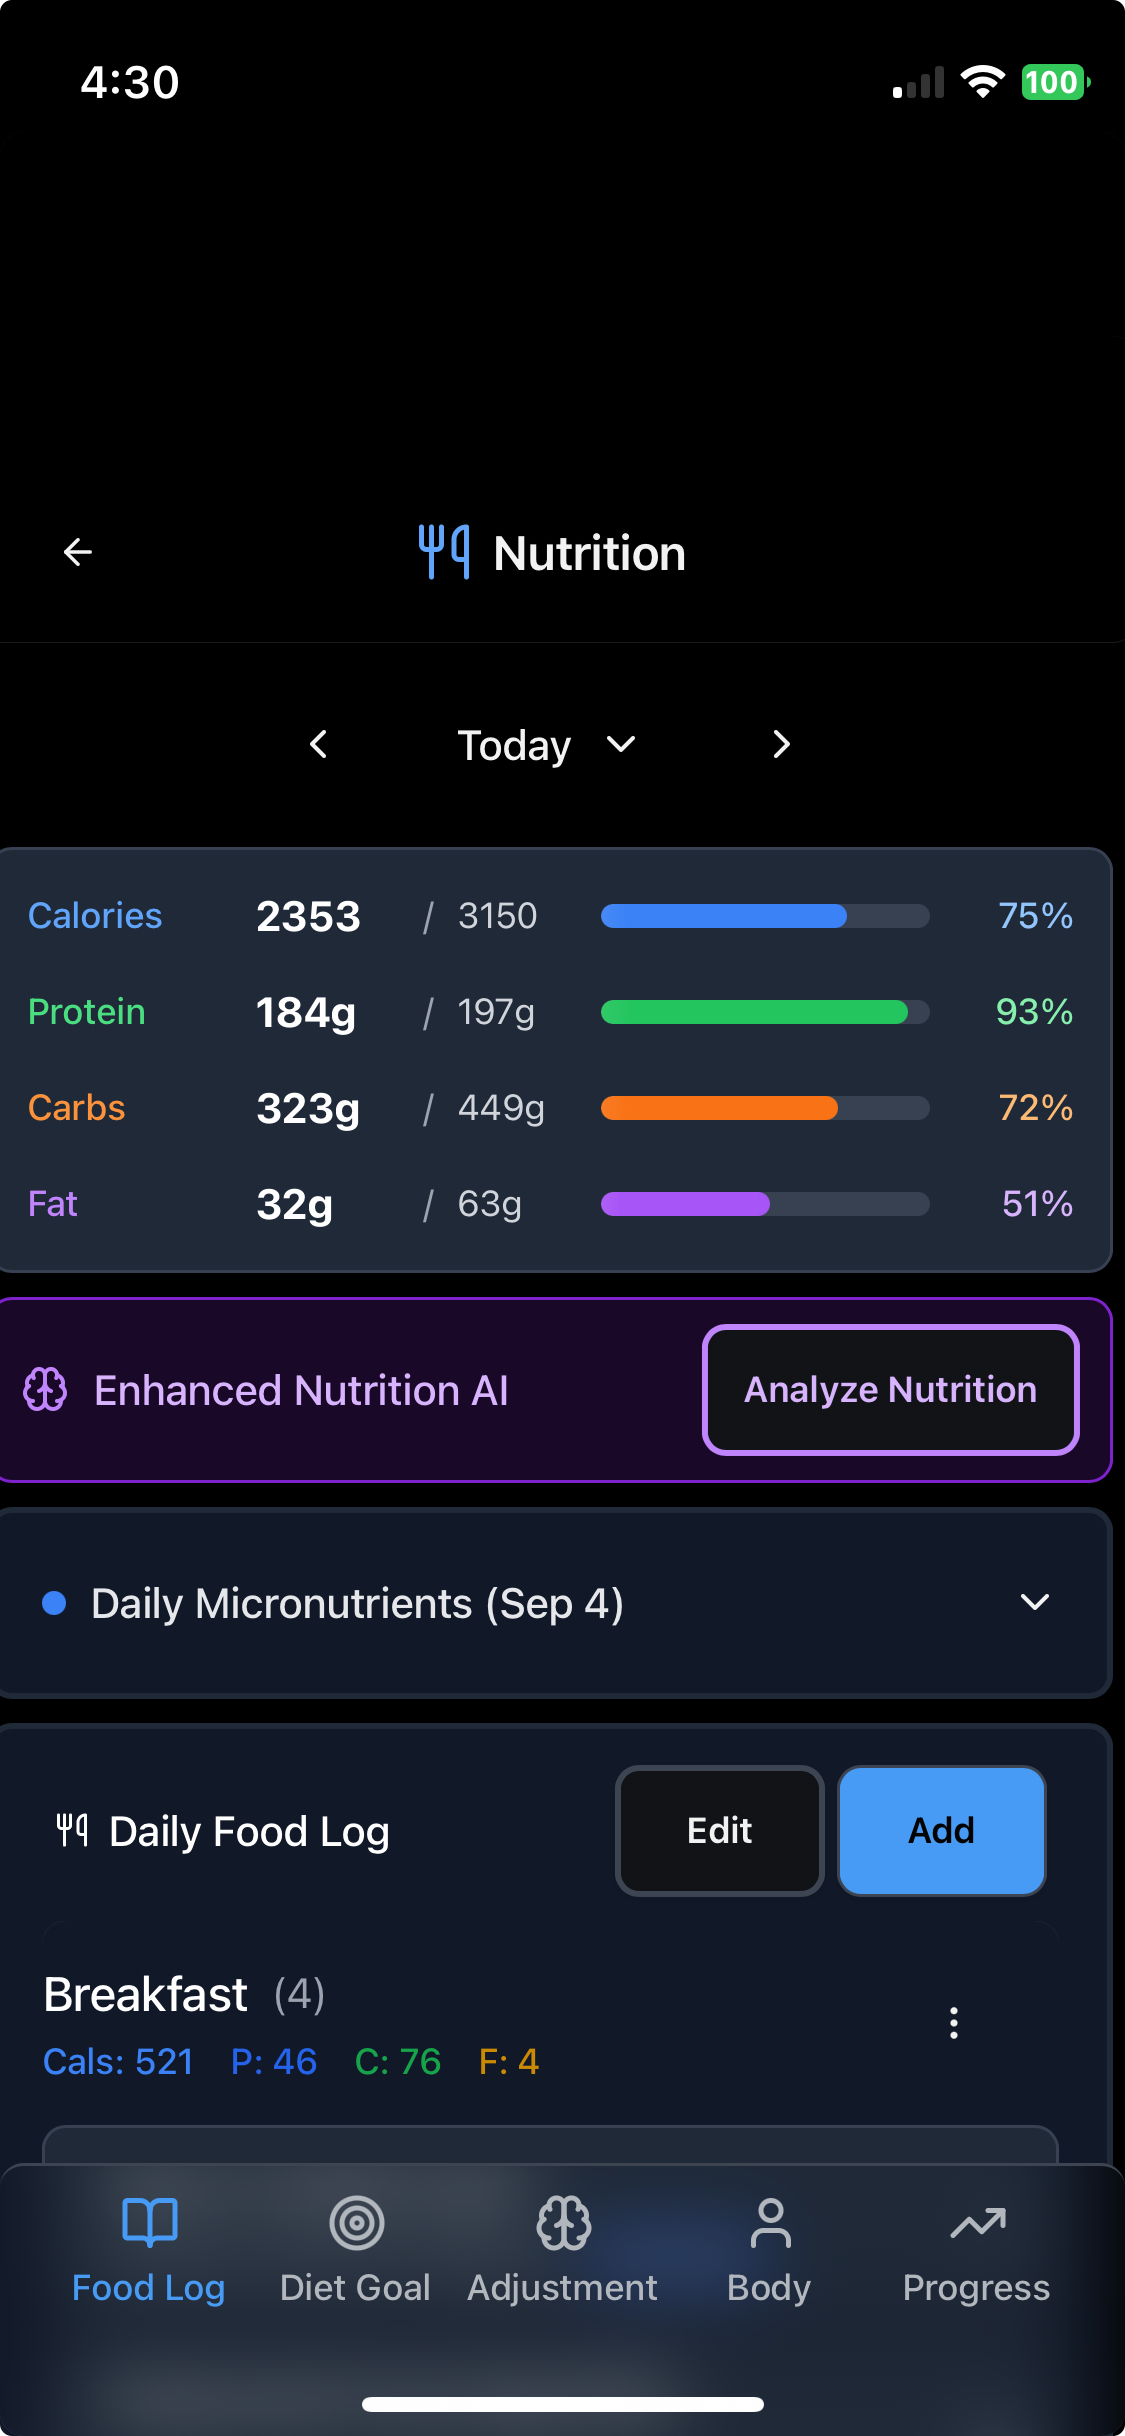 4:30
100
Nutrition
Today
Calories 2353 / 3150 75%
Protein 184g / 197g 93%
Carbs 323g / 449g 72%
Fat 32g / 63g 51%
Enhanced Nutrition AI Analyze Nutrition
Daily Micronutrients (Sep 4)
Daily Food Log Edit Add
Breakfast (4)
Cals: 521 P: 46 C: 76 F: 4
Food Log Diet Goal Adjustment Body Progress